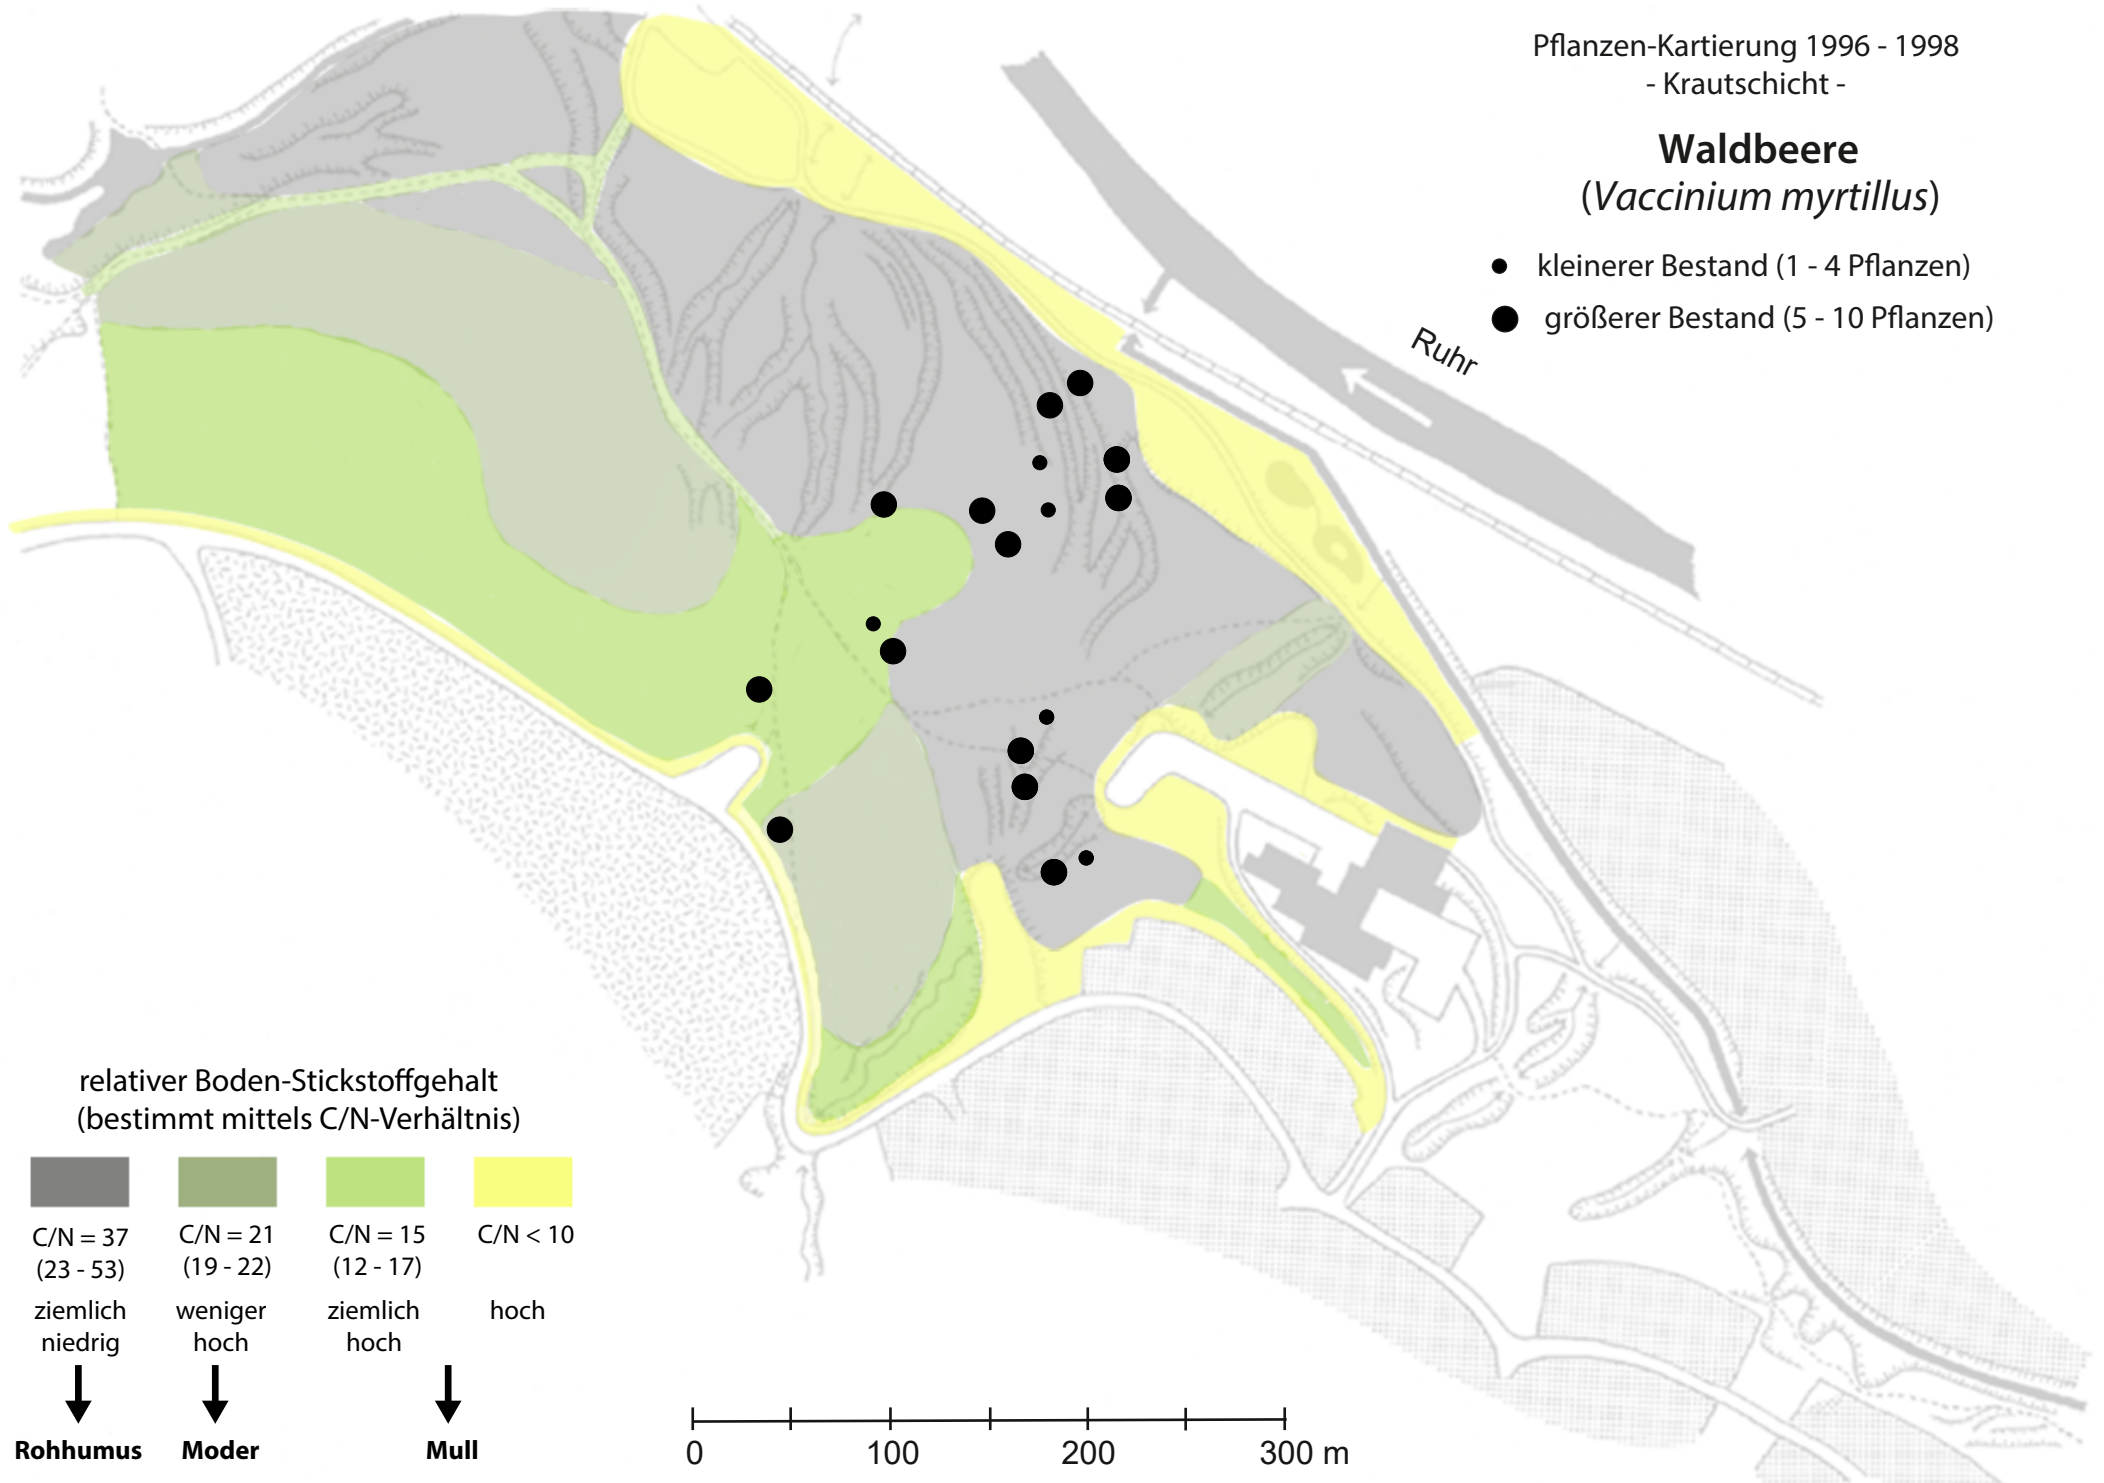 Pflanzen-Kartierung 1996 - 1998
- Krautschicht -
Waldbeere
(Vaccinium myrtillus)
kleinerer Bestand (1 - 4 Pflanzen)
größerer Bestand (5 - 10 Pflanzen)
Ruhr
relativer Boden-Stickstoffgehalt
(bestimmt mittels C/N-Verhältnis)
C/N = 37 C/N = 21 C/N = 15 C/N < 10
(23 - 53) (19 - 22) (12 - 17)
ziemlich weniger ziemlich hoch
niedrig hoch hoch
Rohhumus Moder Mull
0 100 200 300 m